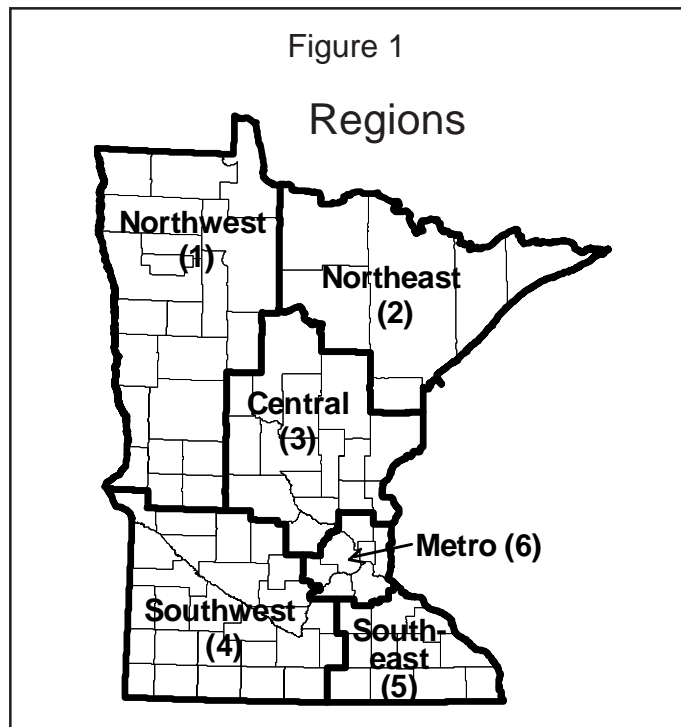 Figure 1
Regions
Northwest
(1)
Northeast
(2)
Central
(3)
Metro (6)
Southwest
(4)
South-
east
(5)